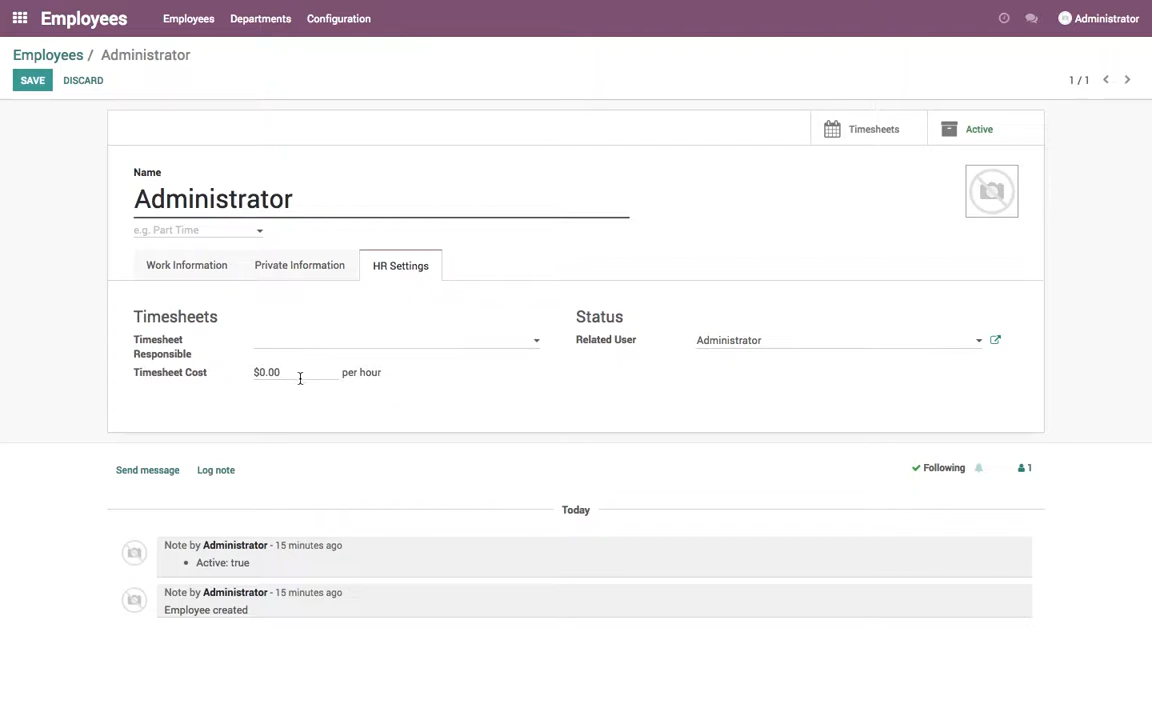 Employees Employees Departments Configuration Administrator
Employees / Administrator
SAVE DISCARD 1 / 1
Timesheets Active
Name
Administrator
e.g. Part Time
Work Information Private Information HR Settings
Timesheets Status
Timesheet Responsible Related User Administrator
Timesheet Cost $0.00 per hour
Send message Log note Following 1
Today
Note by Administrator - 15 minutes ago
• Active: true
Note by Administrator - 15 minutes ago
Employee created